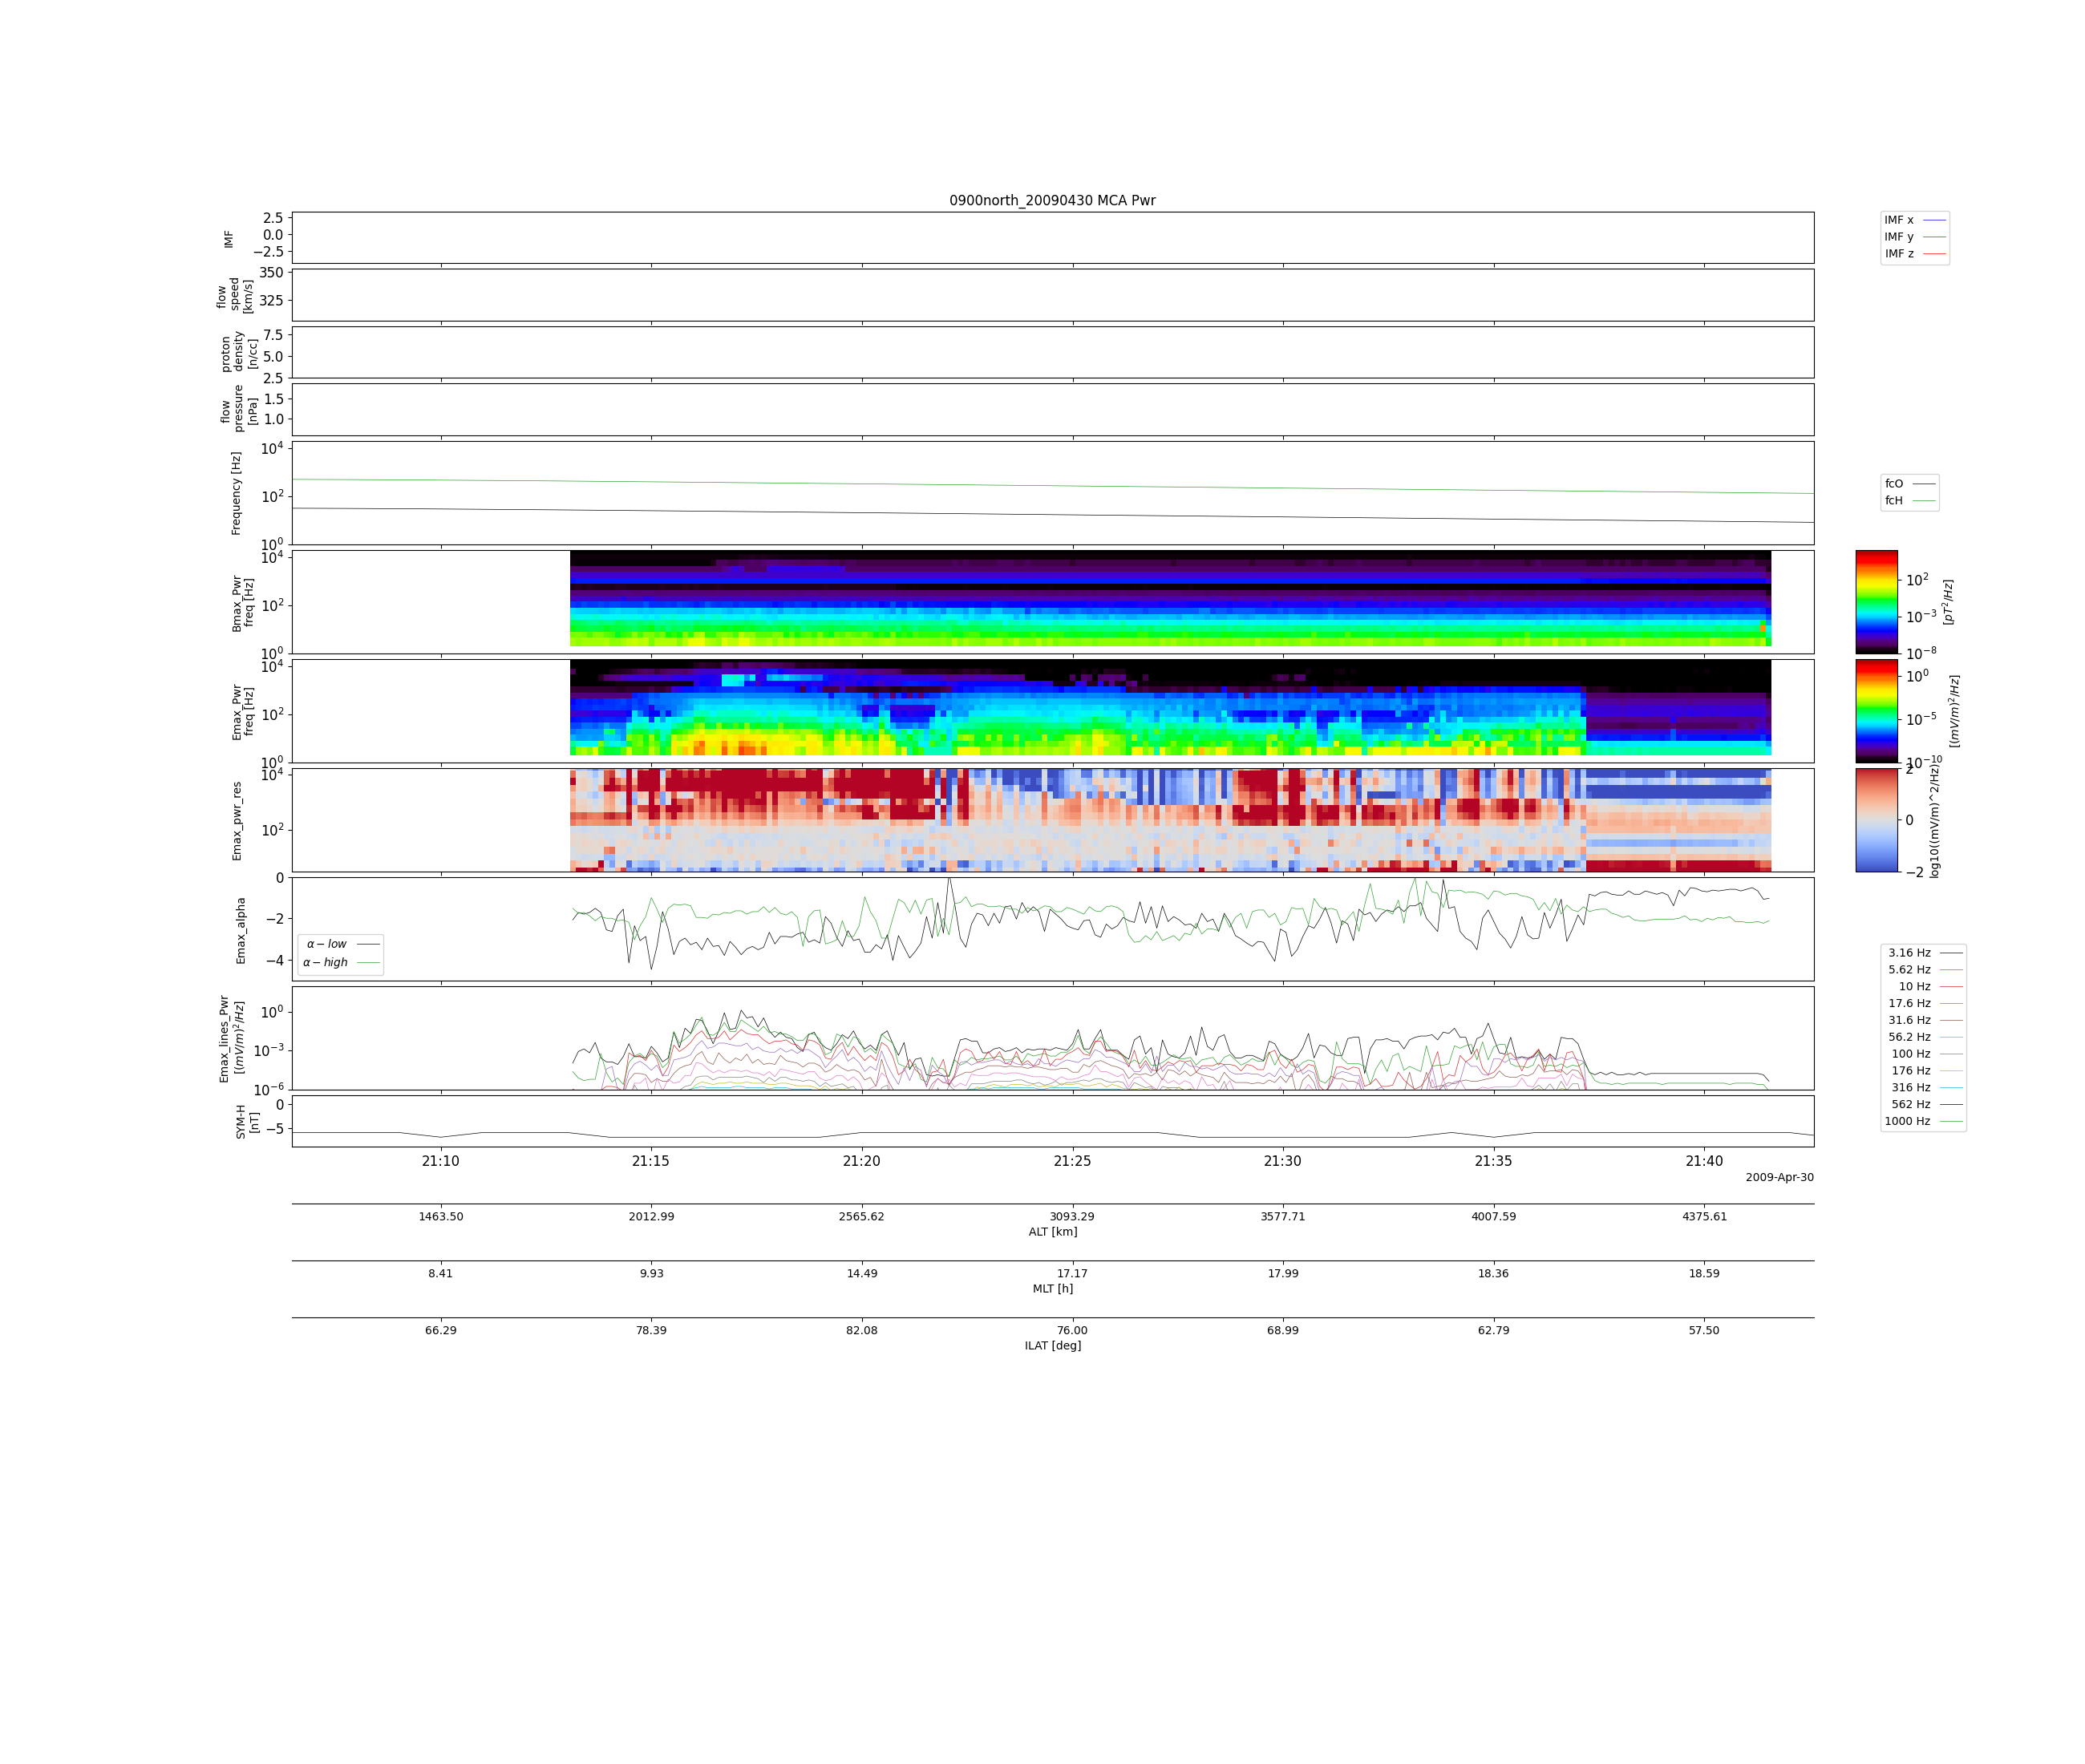 0900north_20090430 MCA Pwr
IMF
2.5
0.0
−2.5
IMF x
IMF y
IMF z
flow
speed
[km/s]
350
325
proton
density
[n/cc]
7.5
5.0
2.5
flow
pressure
[nPa]
1.5
1.0
Frequency [Hz]
10^4
10^2
10^0
fcO
fcH
Bmax_Pwr
freq [Hz]
10^4
10^2
10^0
10^2
10^−3
10^−8
[pT^2/Hz]
Emax_Pwr
freq [Hz]
10^4
10^2
10^0
10^0
10^−5
10^−10
[(mV/m)^2/Hz]
Emax_pwr_res
10^4
10^2
2
0
−2
log10((mV/m)^2/Hz)
Emax_alpha
0
−2
−4
α − low
α − high
Emax_lines_Pwr
[(mV/m)^2/Hz]
10^0
10^−3
10^−6
3.16 Hz
5.62 Hz
10 Hz
17.6 Hz
31.6 Hz
56.2 Hz
100 Hz
176 Hz
316 Hz
562 Hz
1000 Hz
SYM-H
[nT]
0
−5
21:10 21:15 21:20 21:25 21:30 21:35 21:40
2009-Apr-30
1463.50 2012.99 2565.62 3093.29 3577.71 4007.59 4375.61
ALT [km]
8.41 9.93 14.49 17.17 17.99 18.36 18.59
MLT [h]
66.29 78.39 82.08 76.00 68.99 62.79 57.50
ILAT [deg]